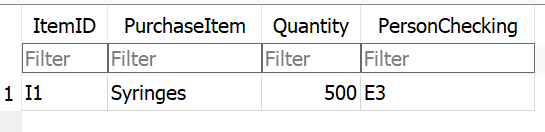 ItemID PurchaseItem Quantity PersonChecking
Filter Filter Filter Filter
1 I1 Syringes 500 E3